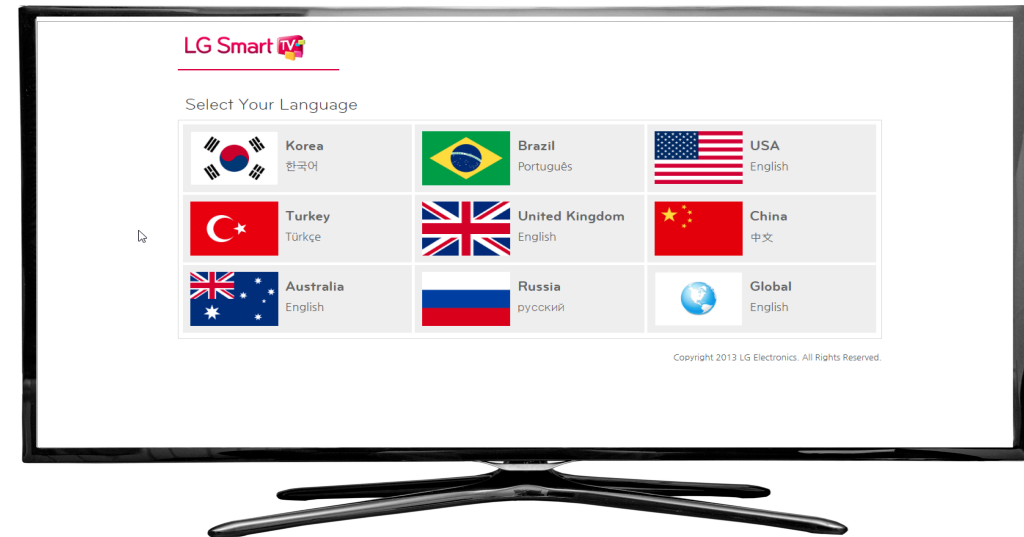 LG Smart TV
Select Your Language
Korea
한국어
Brazil
Português
USA
English
Turkey
Türkçe
United Kingdom
English
China
中文
Australia
English
Russia
русский
Global
English
Copyright 2013 LG Electronics. All Rights Reserved.